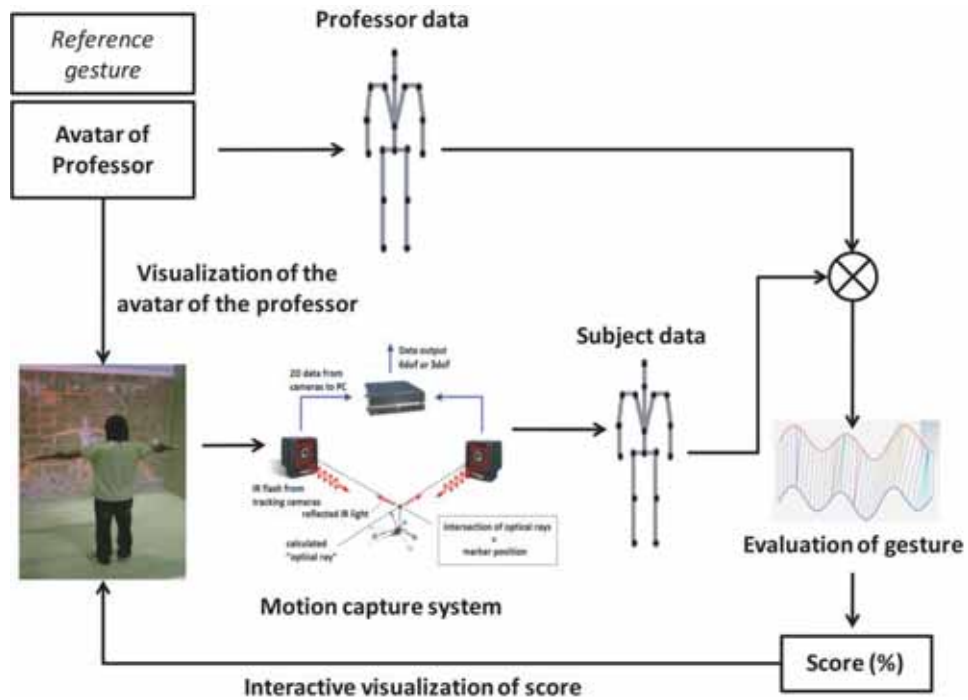 Reference
gesture
Professor data
Avatar of
Professor
Visualization of the
avatar of the professor
Subject data
Data output
6dof or 3dof
2D data from
cameras to PC
IR flash from
tracking cameras
reflected IR light
calculated
"optical ray"
intersection of optical rays
=
marker position
Motion capture system
Evaluation of gesture
Score (%)
Interactive visualization of score